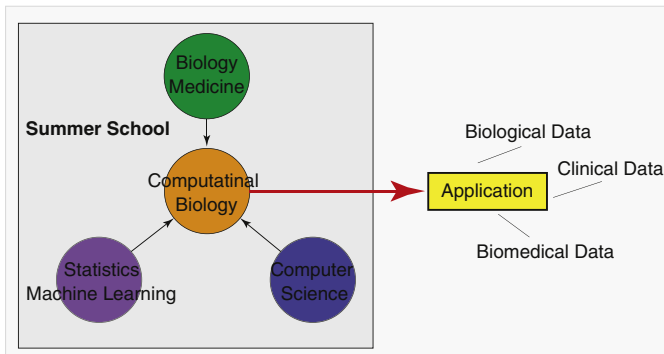 Biology
Medicine
Summer School
Computatinal
Biology
Statistics
Machine Learning
Computer
Science
Biological Data
Application
Clinical Data
Biomedical Data